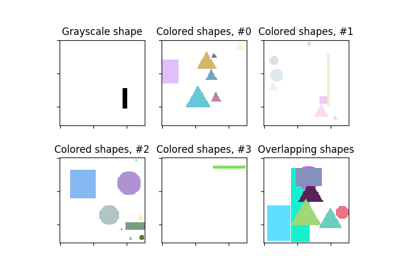 Grayscale shape
Colored shapes, #0
Colored shapes, #1
Colored shapes, #2
Colored shapes, #3
Overlapping shapes